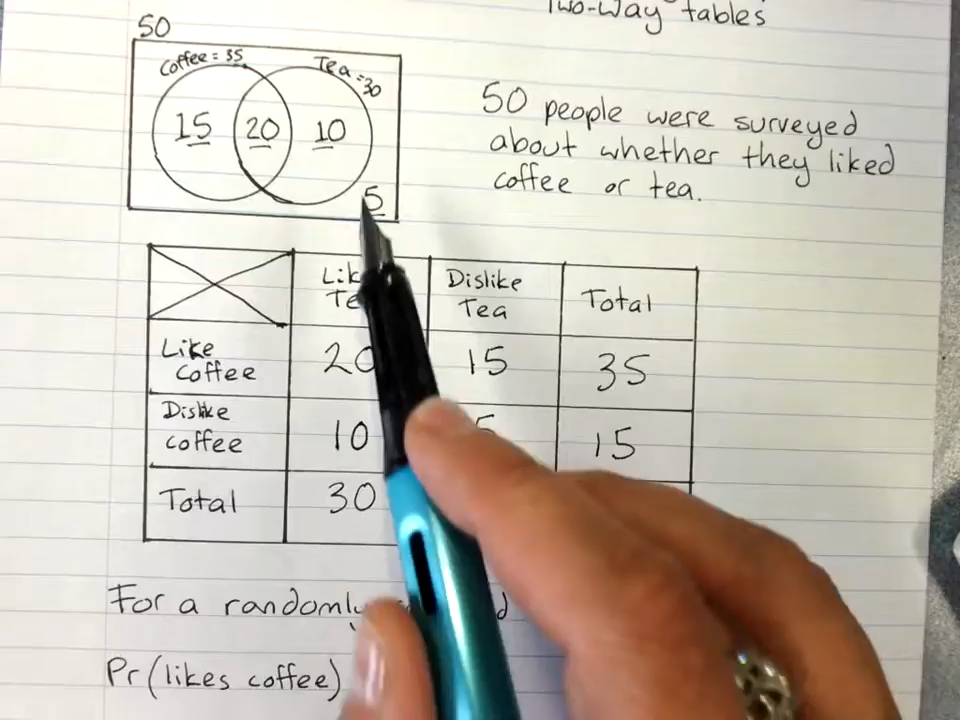 Two-Way tables
50
Coffee = 35 Tea = 30
15 20 10
5
50 people were surveyed
about whether they liked
coffee or tea.
Dislike Tea Total
Like coffee 20 15 35
Dislike coffee 10 5 15
Total 30
For a randomly
Pr(likes coffee)